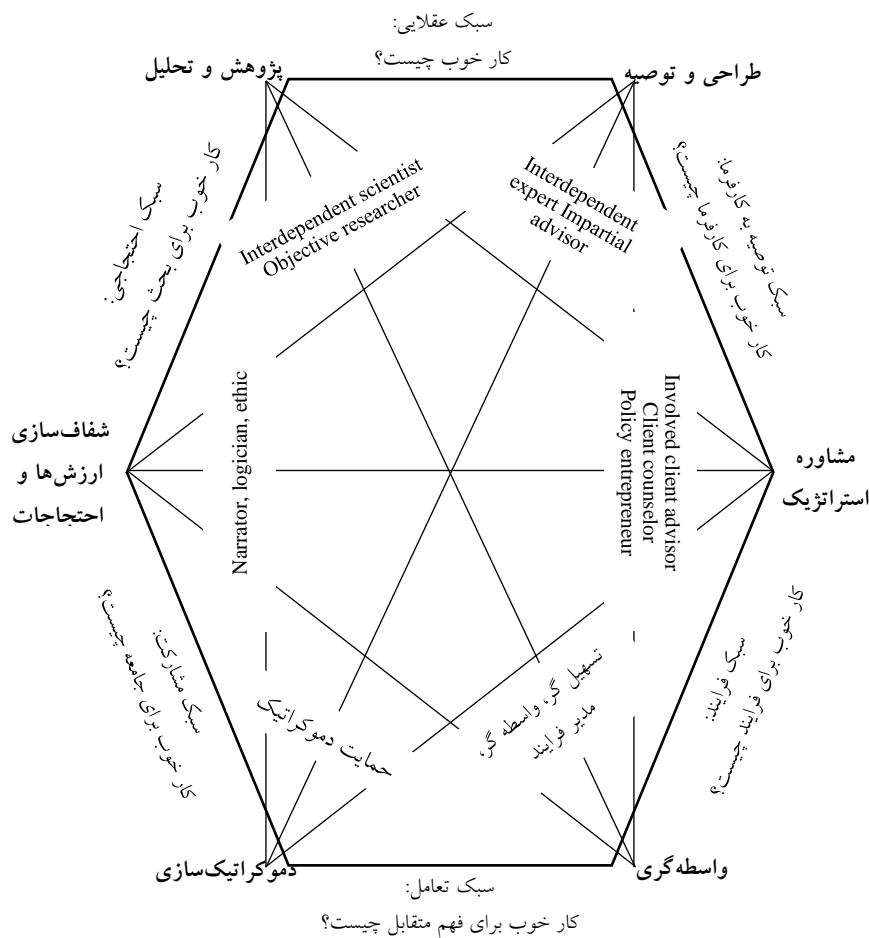 سبک عقلایی:
کار خوب چیست؟
پژوهش و تحلیل
طراحی و توصیه
سبک احتجاجی:
کار خوب برای بحث چیست؟
Interdependent scientist
Objective researcher
Interdependent
expert Impartial
advisor
سبک توصیه به کارفرما:
کار خوب برای کارفرما چیست؟
شفاف‌سازی
ارزش‌ها و
احتجاجات
Narrator, logician, ethic
Involved client advisor
Client counselor
Policy entrepreneur
مشاوره
استراتژیک
سبک مشارکت:
کار خوب برای جامعه چیست؟
حمایت دموکراتیک
تسهیل گر، واسطه گر،
مدیر فرایند
سبک فرایند:
کار خوب برای فرایند چیست؟
دموکراتیک‌سازی
واسطه‌گری
سبک تعامل:
کار خوب برای فهم متقابل چیست؟